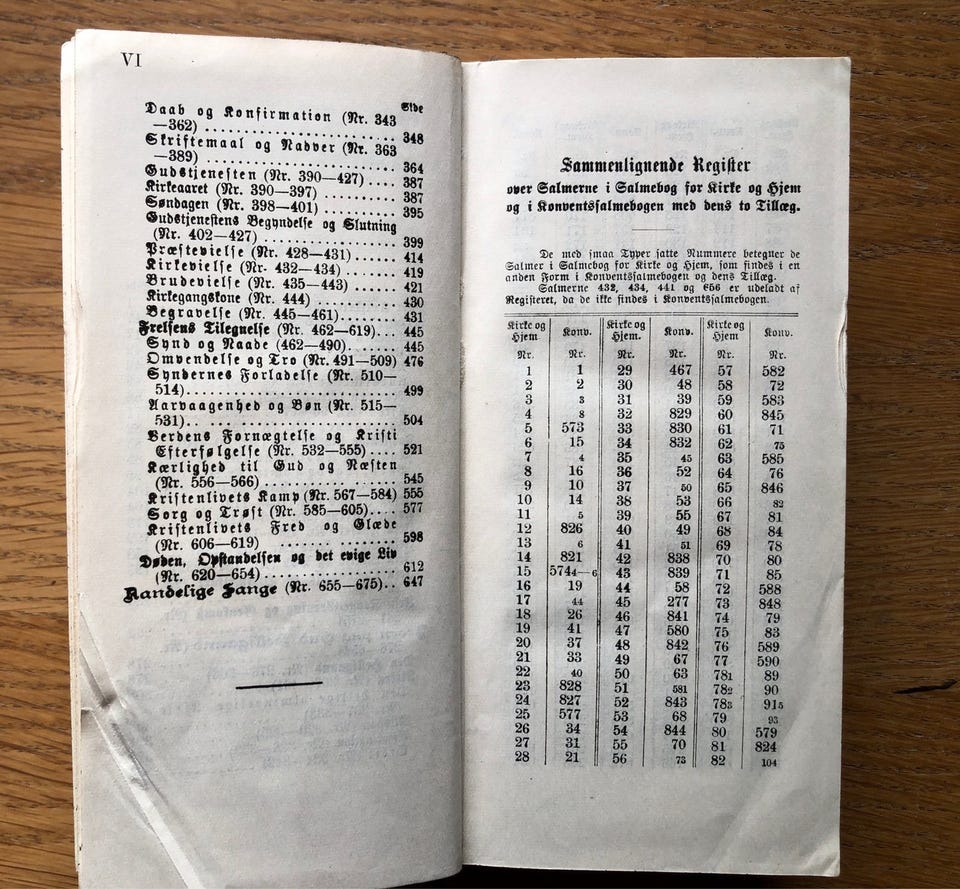 VI
Side
Daab og Konfirmation (Nr. 343
—362) .......................... 348
Skriftemaal og Nadver (Nr. 363
—389) .......................... 364
Gudstjenesten (Nr. 390—427) .... 387
Kirkeaaret (Nr. 390—397) ....... 387
Søndagen (Nr. 398—401) ......... 395
Gudstjenestens Begyndelse og Slutning
(Nr. 402—427) .................. 399
Præstevielse (Nr. 428—431) ..... 414
Kirkevielse (Nr. 432—434) ...... 419
Brudevielse (Nr. 435—443) ...... 421
Kirkegangskone (Nr. 444) ....... 430
Begravelse (Nr. 445—461) ....... 431
Frelsens Tilegnelse (Nr. 462—619)... 445
Synd og Naade (462—490)........ 445
Omvendelse og Tro (Nr. 491—509) 476
Syndernes Forladelse (Nr. 510—
514)............................ 499
Aarvaagenhed og Bøn (Nr. 515—
531)............................ 504
Verdens Fornægtelse og Kristi
Efterfølgelse (Nr. 532—555) .... 521
Kærlighed til Gud og Næsten
(Nr. 556—566) .................. 545
Kristenlivets Kamp (Nr. 567—584) 555
Sorg og Trøst (Nr. 585—605).... 577
Kristenlivets Fred og Glæde
(Nr. 606—619) .................. 598
Døden, Opstandelsen og det evige Liv
(Nr. 620—654) .................. 612
Aandelige Sange (Nr. 655—675).. 647
Sammenlignende Register
over Salmerne i Salmebog for Kirke og Hjem
og i Konventssalmebogen med dens to Tillæg.
De med smaa Typer satte Nummere betegner de
Salmer i Salmebog for Kirke og Hjem, som findes i en
anden Form i Konventssalmebogen og dens Tillæg.
Salmerne 432, 434, 441 og 656 er udeladt af
Registeret, da de ikke findes i Konventssalmebogen.
Kirke og Hjem. Konv. Kirke og Hjem. Konv. Kirke og Hjem Konv.
Nr. Nr. Nr. Nr. Nr. Nr.
1 1 29 467 57 582
2 2 30 48 58 72
3 3 31 39 59 583
4 8 32 829 60 845
5 573 33 830 61 71
6 15 34 832 62 75
7 4 35 45 63 585
8 16 36 52 64 76
9 10 37 50 65 846
10 14 38 53 66 82
11 5 39 55 67 81
12 826 40 49 68 84
13 6 41 51 69 78
14 821 42 838 70 80
15 5744—6 43 839 71 85
16 19 44 58 72 588
17 44 45 277 73 848
18 26 46 841 74 79
19 41 47 580 75 83
20 37 48 842 76 589
21 33 49 67 77 590
22 40 50 63 781 89
23 828 51 581 782 90
24 827 52 843 783 915
25 577 53 68 79 93
26 34 54 844 80 579
27 31 55 70 81 824
28 21 56 73 82 104